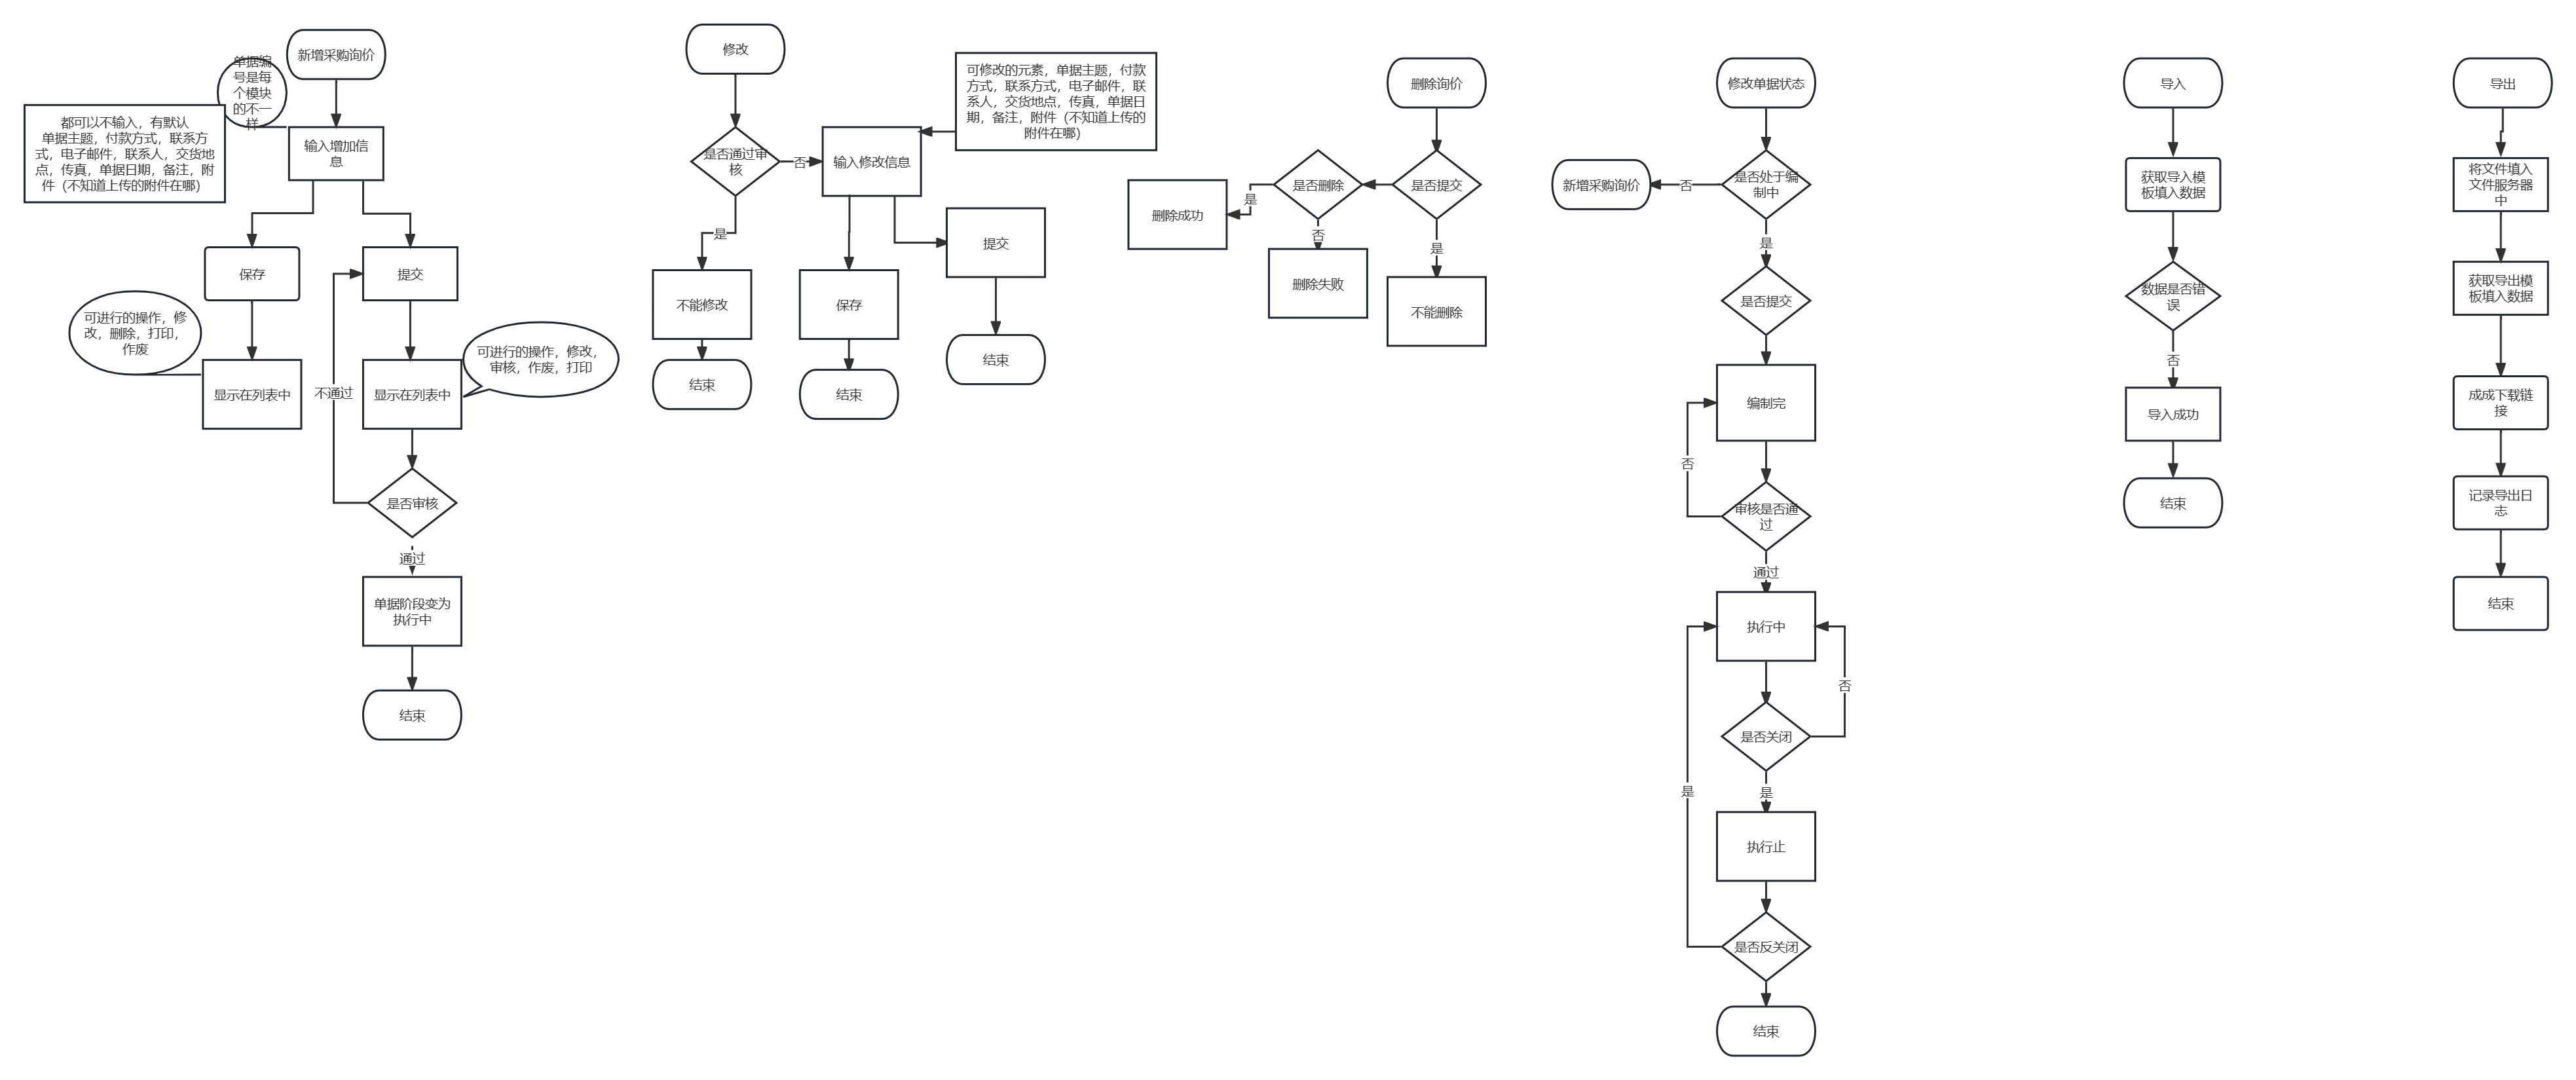 新增采购询价
单据编
号是每
个模块
的不一
样
都可以不输入，有默认
单据主题，付款方式，联系方
式，电子邮件，联系人，交货地
点，传真，单据日期，备注，附
件（不知道上传的附件在哪）
输入增加信
息
保存
提交
可进行的操作，修
改，删除，打印，
作废
显示在列表中
不通过
显示在列表中
可进行的操作，修改，
审核，作废，打印
是否审核
通过
单据阶段变为
执行中
结束
修改
是否通过审
核
否
输入修改信息
可修改的元素，单据主题，付款
方式，联系方式，电子邮件，联
系人，交货地点，传真，单据日
期，备注，附件（不知道上传的
附件在哪）
是
不能修改
结束
保存
结束
提交
结束
删除询价
是否提交
是否删除
是
删除成功
否
删除失败
是
不能删除
修改单据状态
是否处于编
制中
否
新增采购询价
是
是否提交
编制完
否
审核是否通
过
通过
执行中
否
是否关闭
是
是
执行止
是否反关闭
结束
导入
获取导入模
板填入数据
数据是否错
误
否
导入成功
结束
导出
将文件填入
文件服务器
中
获取导出模
板填入数据
成成下载链
接
记录导出日
志
结束